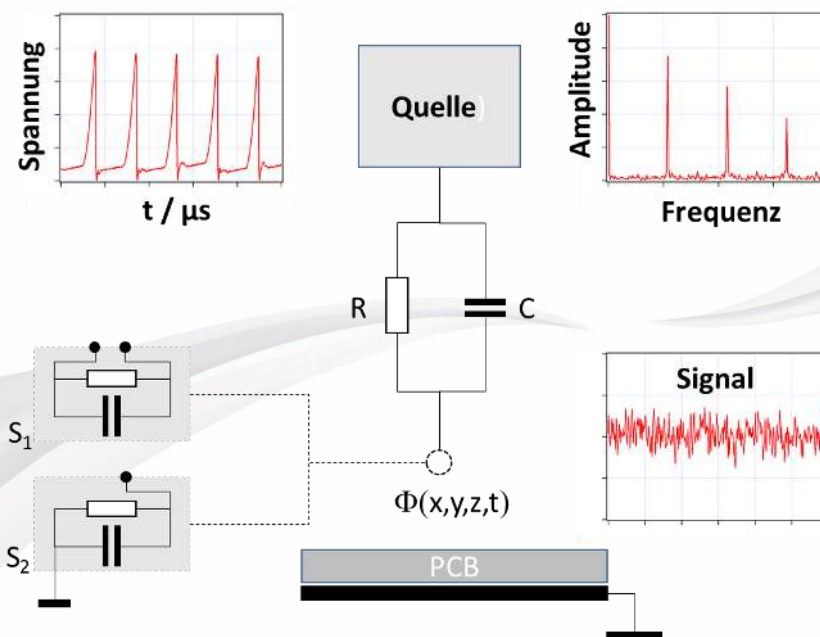 Spannung
t / µs
Quelle
Amplitude
Frequenz
R
C
Signal
S1
S2
Φ(x,y,z,t)
PCB